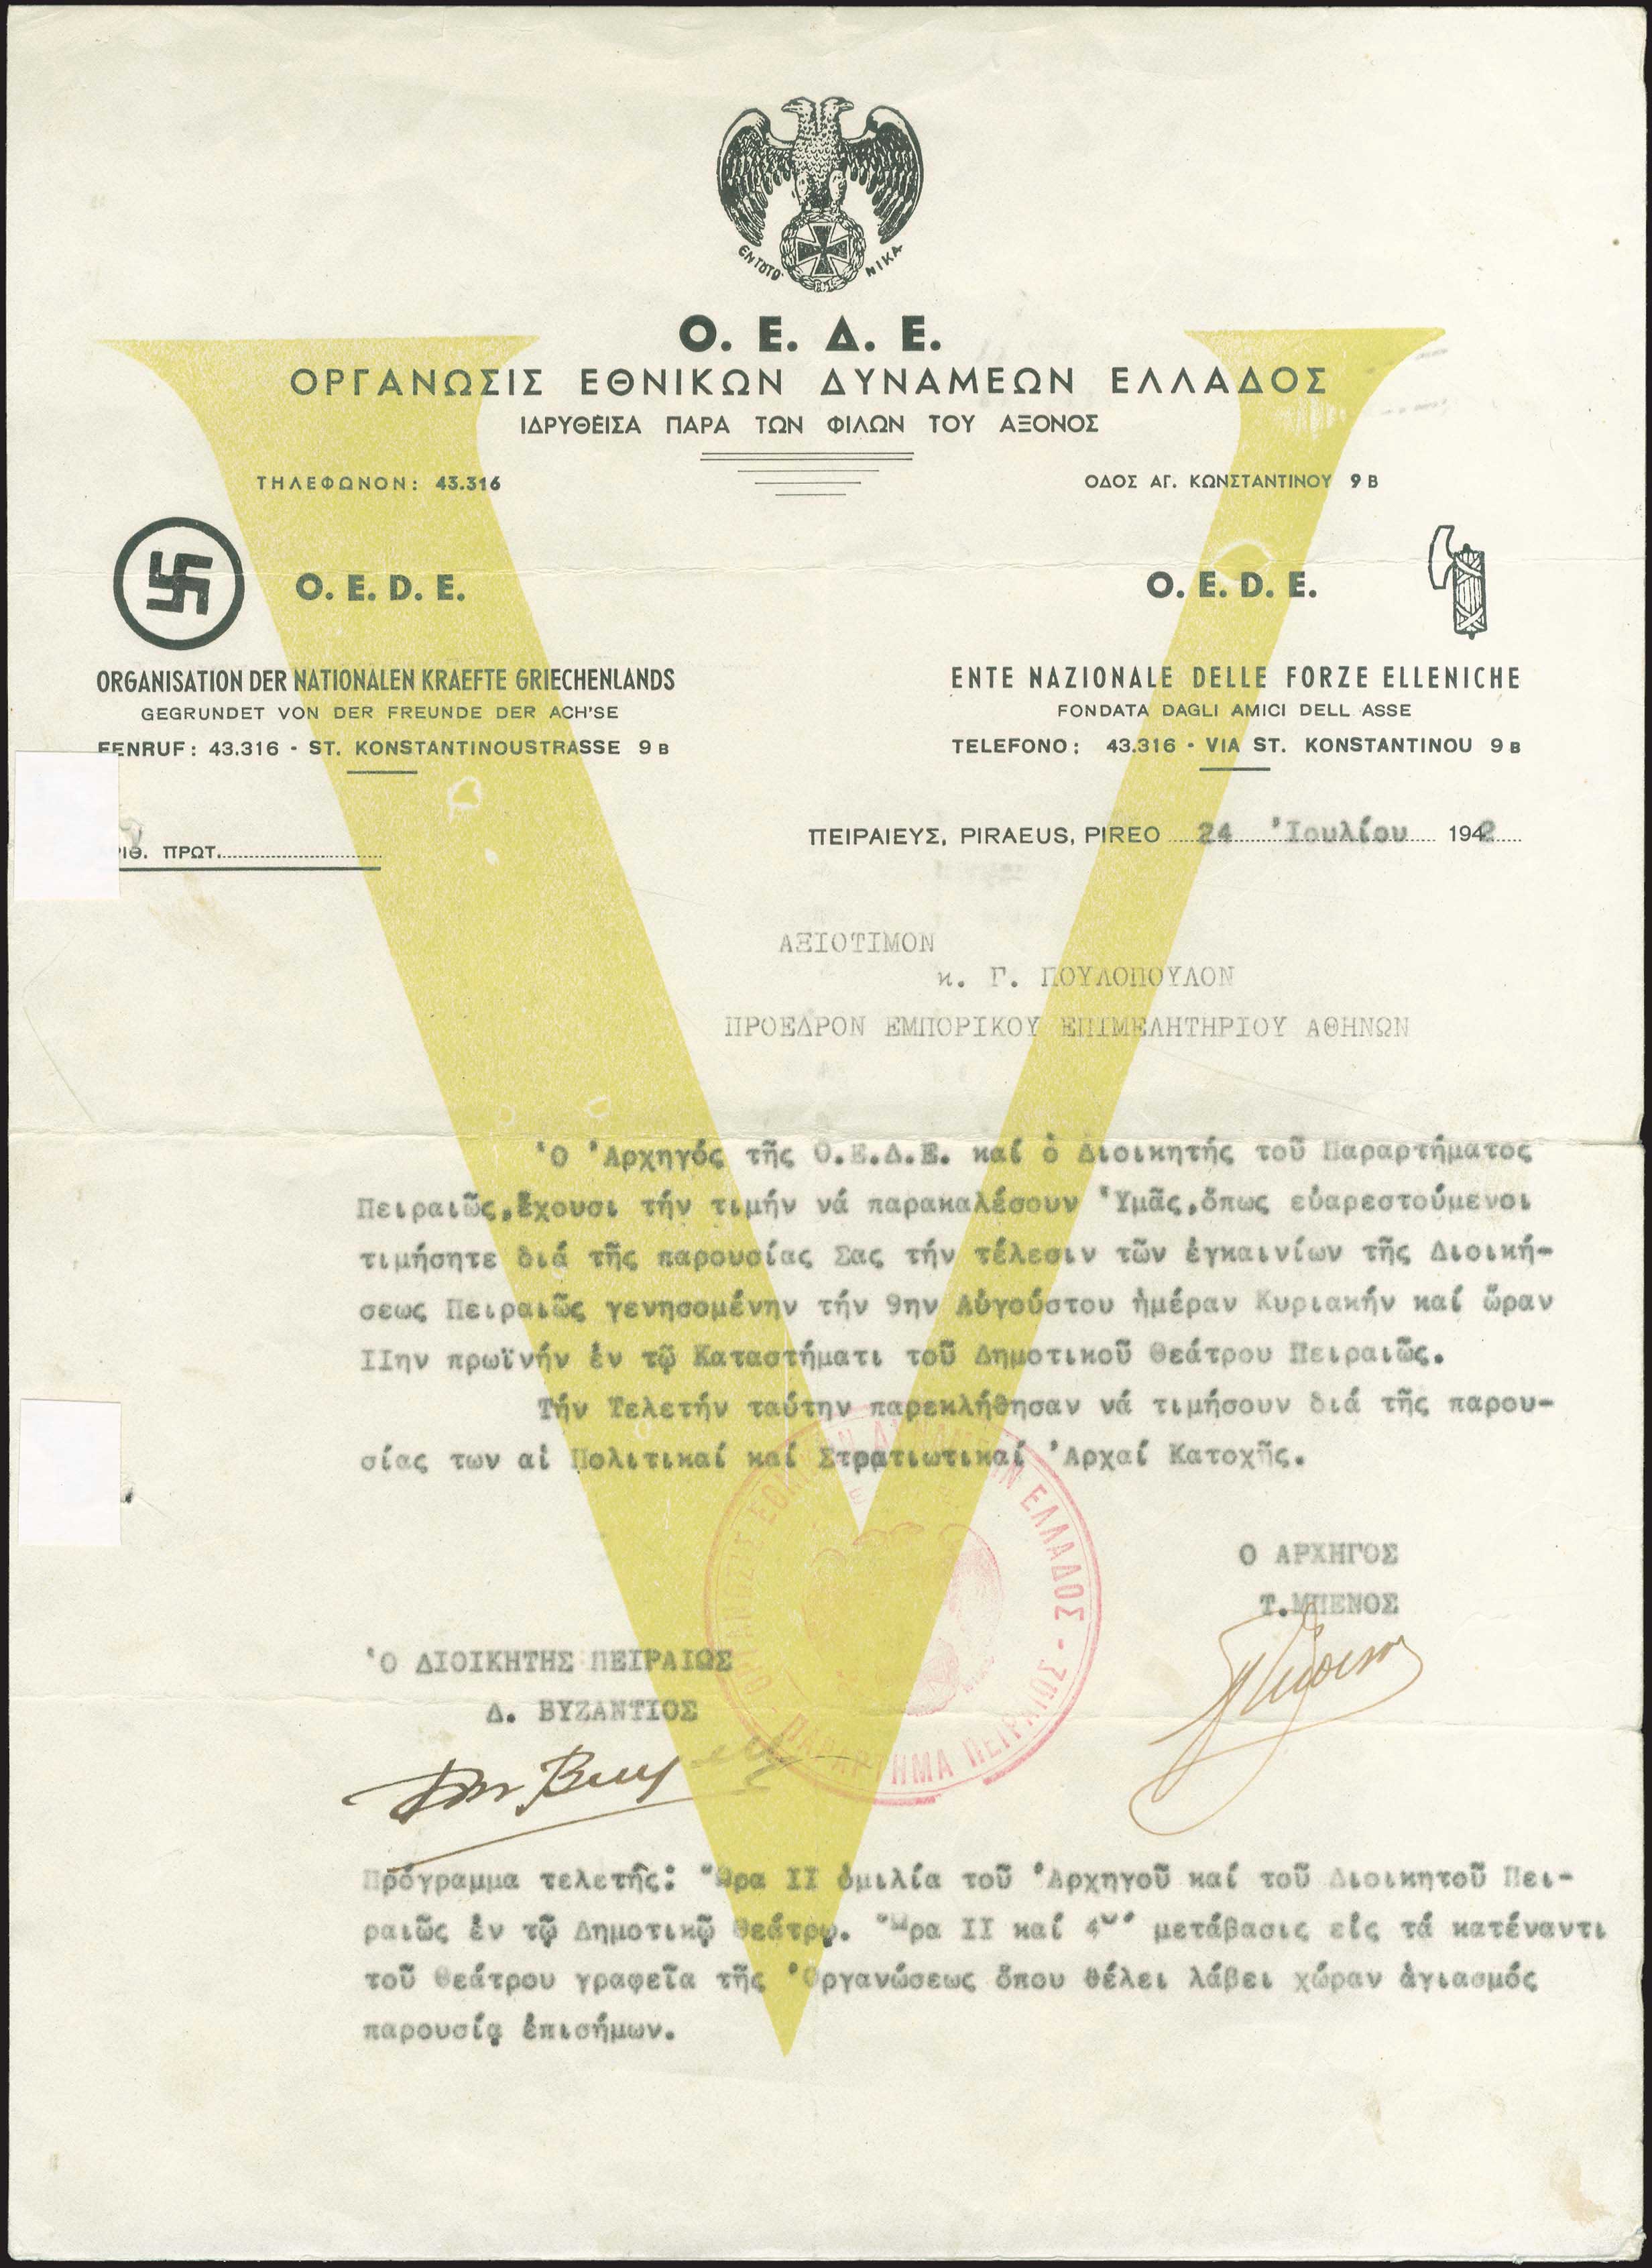 ΕΝ ΤΟΥΤΩ ΝΙΚΑ
Ο. Ε. Δ. Ε.
ΟΡΓΑΝΩΣΙΣ ΕΘΝΙΚΩΝ ΔΥΝΑΜΕΩΝ ΕΛΛΑΔΟΣ
ΙΔΡΥΘΕΙΣΑ ΠΑΡΑ ΤΩΝ ΦΙΛΩΝ ΤΟΥ ΑΞΟΝΟΣ
ΤΗΛΕΦΩΝΟΝ: 43.316
ΟΔΟΣ ΑΓ. ΚΩΝΣΤΑΝΤΙΝΟΥ 9 Β
O. E. D. E.
ORGANISATION DER NATIONALEN KRAEFTE GRIECHENLANDS
GEGRUNDET VON DER FREUNDE DER ACH'SE
FENRUF: 43.316 - ST. KONSTANTINOUSTRASSE 9 B
O. E. D. E.
ENTE NAZIONALE DELLE FORZE ELLENICHE
FONDATA DAGLI AMICI DELL ASSE
TELEFONO: 43.316 - VIA ST. KONSTANTINOU 9 B
ΡΙΘ. ΠΡΩΤ.
ΠΕΙΡΑΙΕΥΣ, PIRAEUS, PIREO 24 Ἰουλίου 1942
ΑΞΙΟΤΙΜΟΝ
κ. Γ. ΠΟΥΛΟΠΟΥΛΟΝ
ΠΡΟΕΔΡΟΝ ΕΜΠΟΡΙΚΟΥ ΕΠΙΜΕΛΗΤΗΡΙΟΥ ΑΘΗΝΩΝ
Ὁ Ἀρχηγός τῆς Ο.Ε.Δ.Ε. καί ὁ Διοικητής τοῦ Παραρτήματος
Πειραιῶς,ἔχουσι τήν τιμήν νά παρακαλέσουν Ὑμᾶς,ὅπως εὐαρεστούμενοι
τιμήσητε διά τῆς παρουσίας Σας τήν τέλεσιν τῶν ἐγκαινίων τῆς Διοική-
σεως Πειραιῶς γενησομένην τήν 9ην Αὐγούστου ἡμέραν Κυριακήν καί ὥραν
IIην πρωϊνήν ἐν τῷ Καταστήματι τοῦ Δημοτικοῦ Θεάτρου Πειραιῶς.
Τήν Τελετήν ταύτην παρεκλήθησαν νά τιμήσουν διά τῆς παρου-
σίας των αἱ Πολιτικαί καί Στρατιωτικαί Ἀρχαί Κατοχῆς.
Ο ΑΡΧΗΓΟΣ
Τ.ΜΠΕΝΟΣ
Ὁ ΔΙΟΙΚΗΤΗΣ ΠΕΙΡΑΙΩΣ
Δ. ΒΥΖΑΝΤΙΟΣ
ΟΡΓΑΝΩΣΙΣ ΕΘΝΙΚΩΝ ΔΥΝΑΜΕΩΝ ΕΛΛΑΔΟΣ - ΠΑΡΑΡΤΗΜΑ ΠΕΙΡΑΙΩΣ
Πρόγραμμα τελετῆς: Ὥρα II ὁμιλία τοῦ Ἀρχηγοῦ καί τοῦ Διοικητοῦ Πει-
ραιῶς ἐν τῷ Δημοτικῷ Θεάτρῳ. Ὥρα II καί μετάβασις εἰς τά κατέναντι
τοῦ Θεάτρου γραφεῖα τῆς Ὀργανώσεως ὅπου θέλει λάβει χώραν ἁγιασμός
παρουσίᾳ ἐπισήμων.